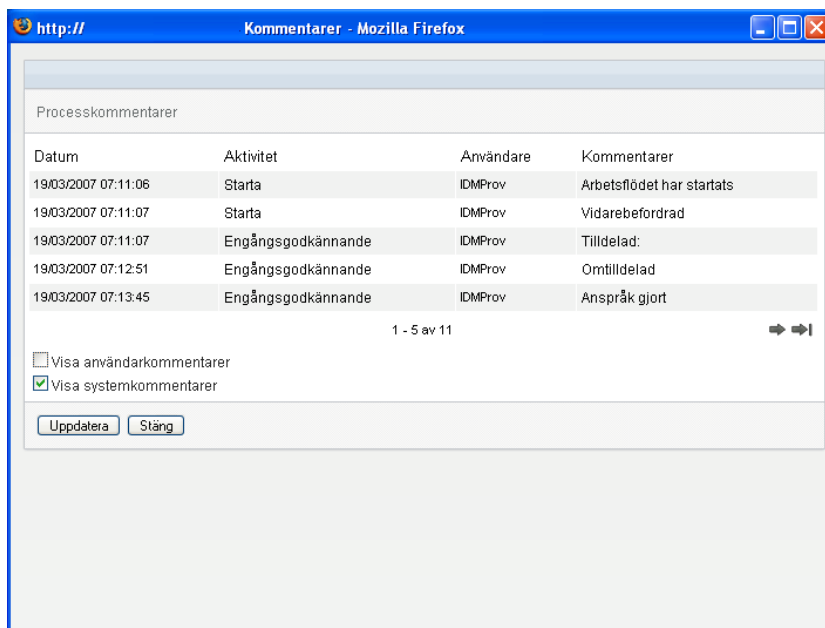 http:// Kommentarer - Mozilla Firefox
Processkommentarer
Datum Aktivitet Användare Kommentarer
19/03/2007 07:11:06 Starta IDMProv Arbetsflödet har startats
19/03/2007 07:11:07 Starta IDMProv Vidarebefordrad
19/03/2007 07:11:07 Engångsgodkännande IDMProv Tilldelad:
19/03/2007 07:12:51 Engångsgodkännande IDMProv Omtilldelad
19/03/2007 07:13:45 Engångsgodkännande IDMProv Anspråk gjort
1 - 5 av 11
Visa användarkommentarer
Visa systemkommentarer
Uppdatera Stäng